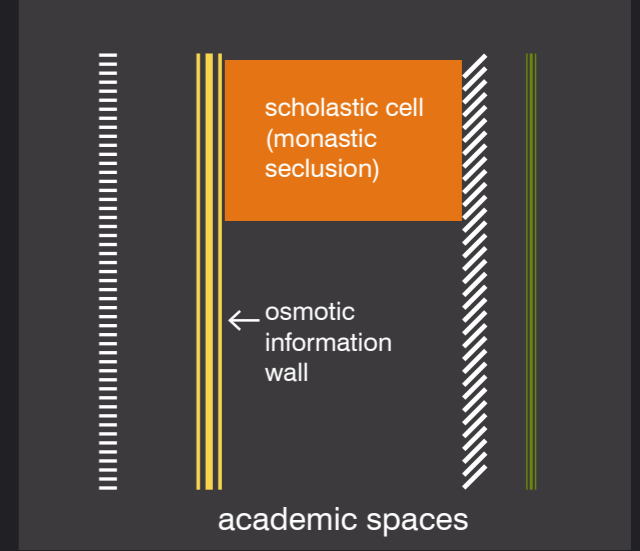 scholastic cell
(monastic
seclusion)
osmotic
information
wall
academic spaces